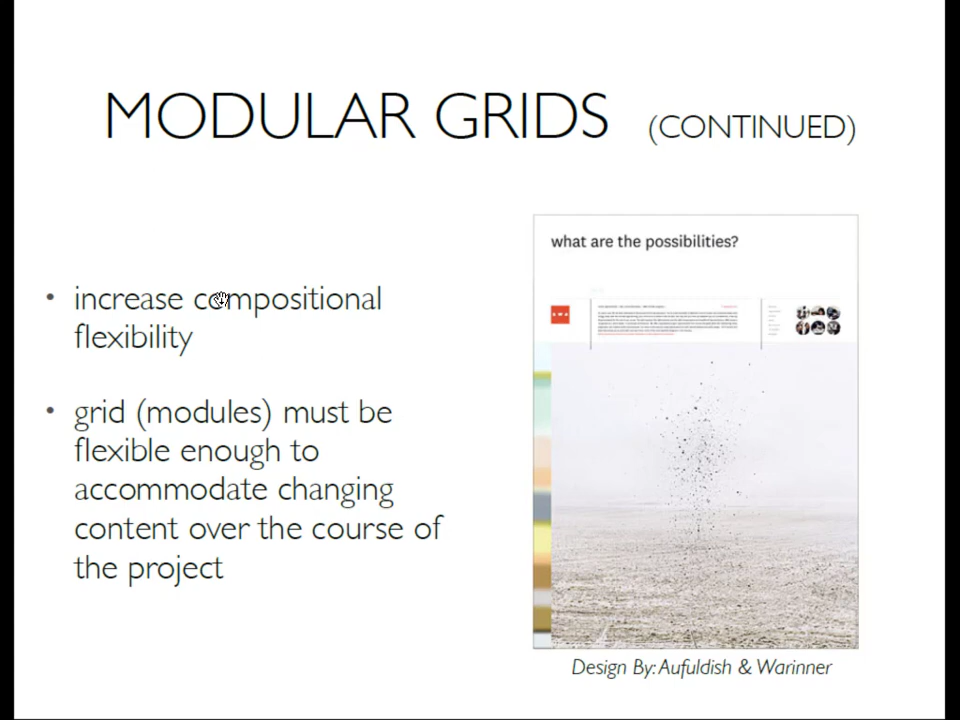 MODULAR GRIDS (CONTINUED)
• increase compositional
flexibility
• grid (modules) must be
flexible enough to
accommodate changing
content over the course of
the project
what are the possibilities?
Design By: Aufuldish & Warinner